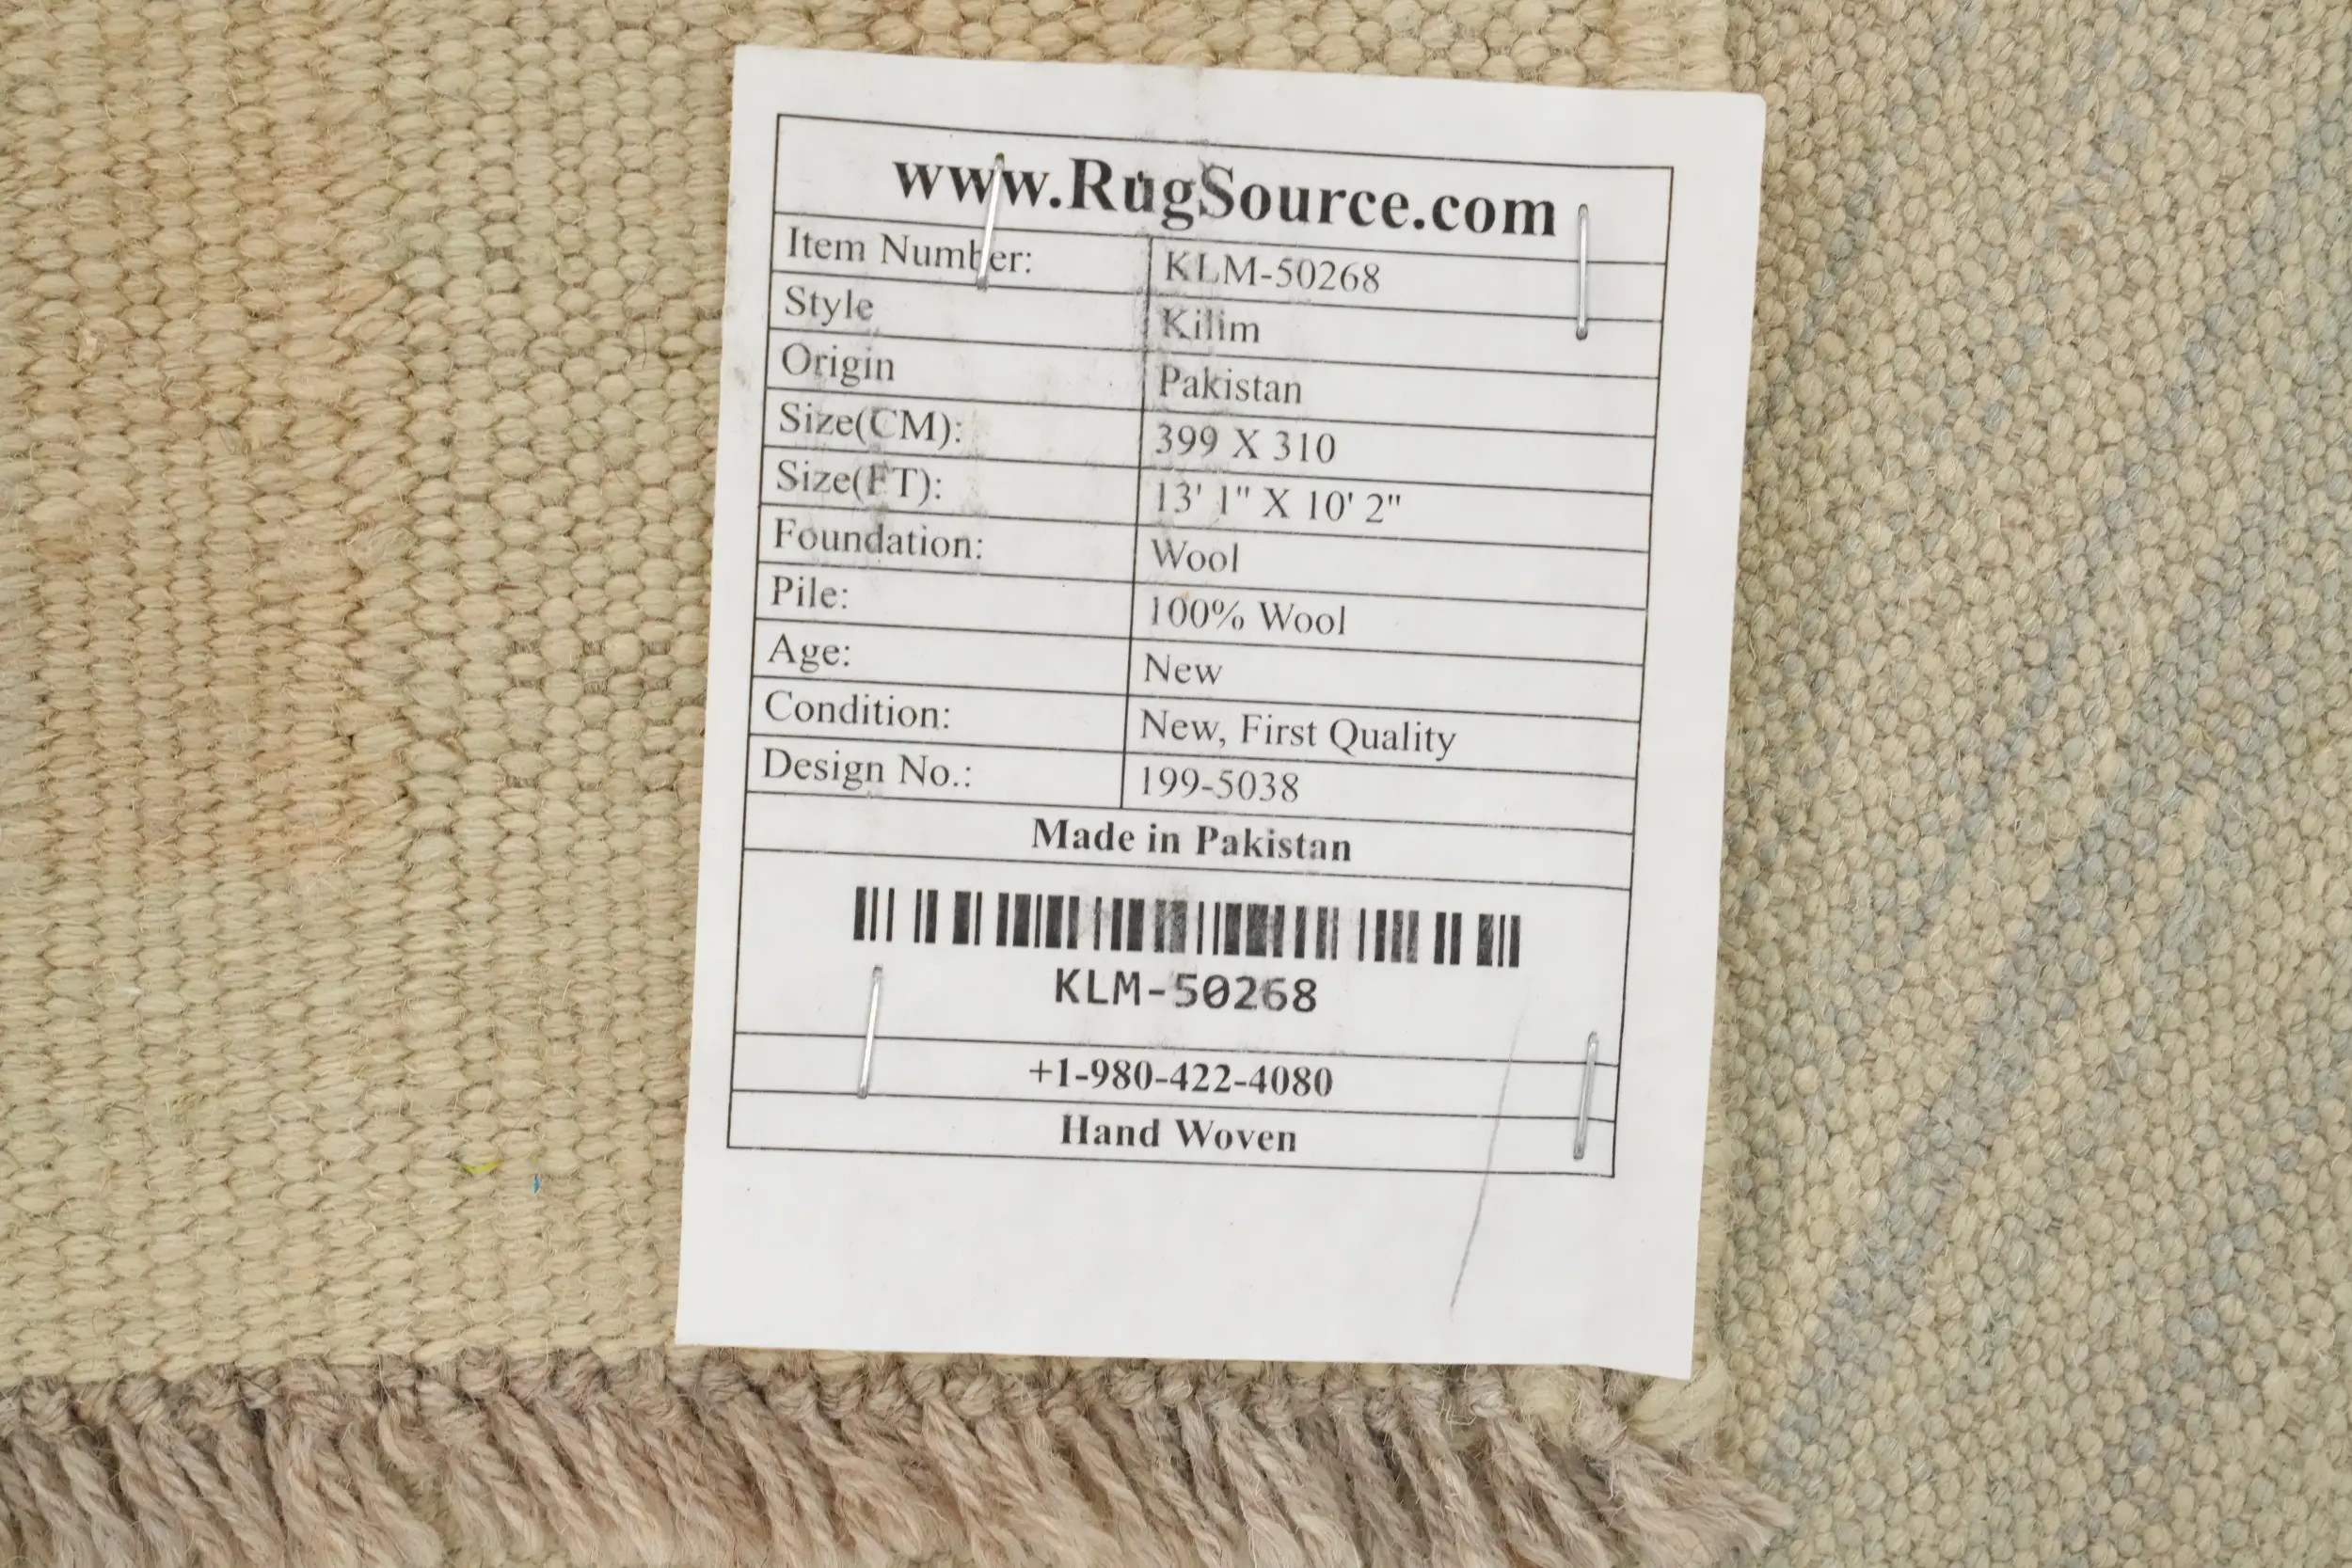 www.RugSource.com
Item Number: KLM-50268
Style Kilim
Origin Pakistan
Size(CM): 399 X 310
Size(FT): 13' 1" X 10' 2"
Foundation: Wool
Pile: 100% Wool
Age: New
Condition: New, First Quality
Design No.: 199-5038
Made in Pakistan
KLM-50268
+1-980-422-4080
Hand Woven